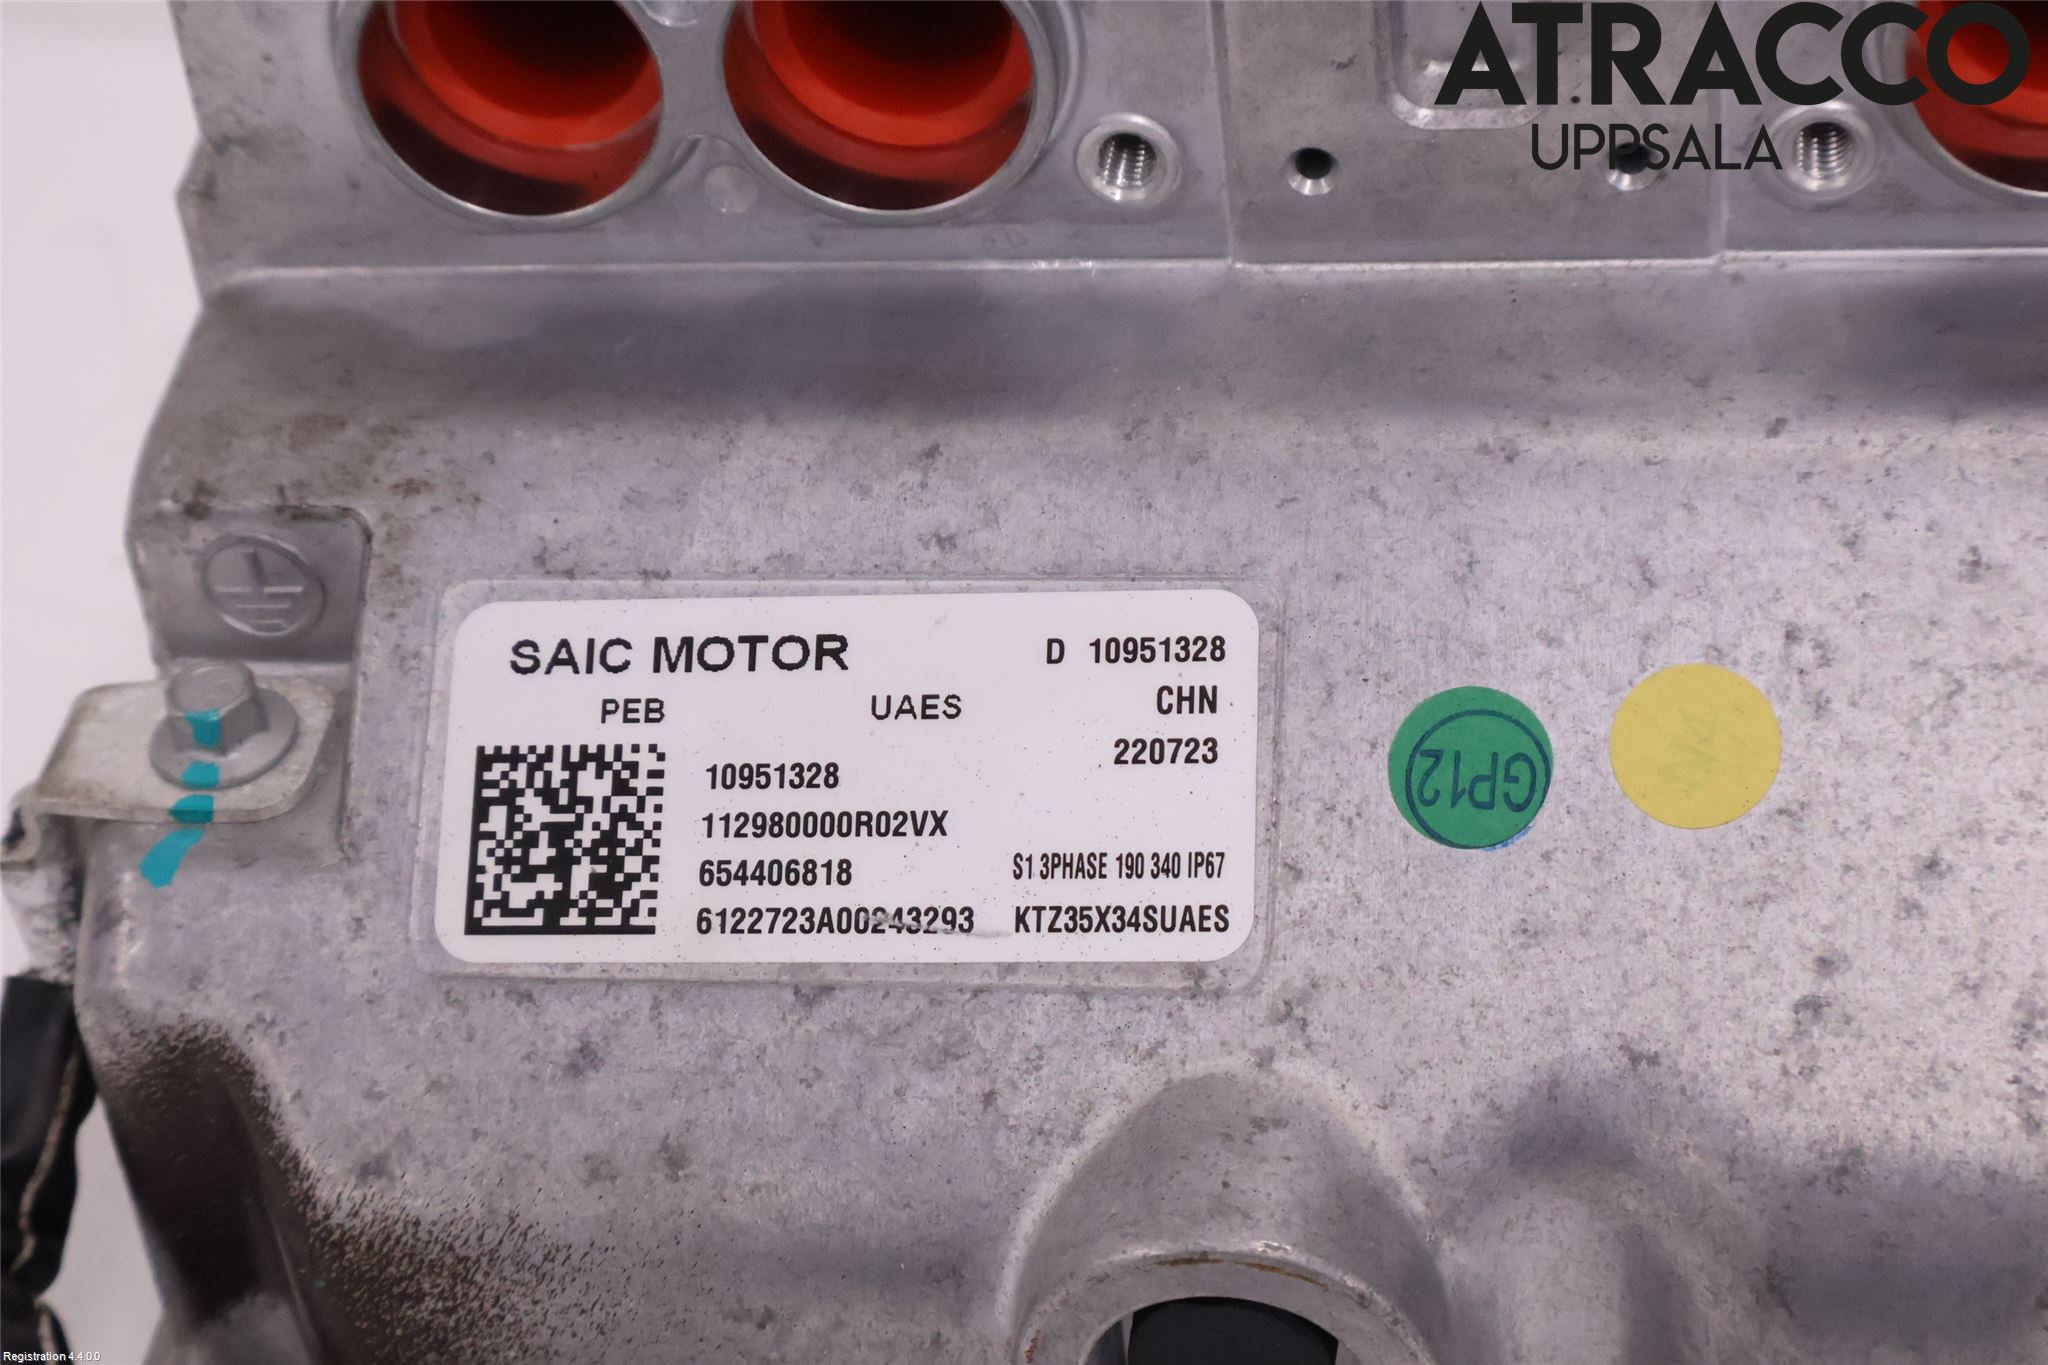 ATRACCO
UPPSALA
SAIC MOTOR D 10951328
PEB UAES CHN
220723
10951328
112980000R02VX
654406818 S1 3PHASE 190 340 IP67
6122723A00243293 KTZ35X34SUAES
GP12
Registration 4.4.0.0